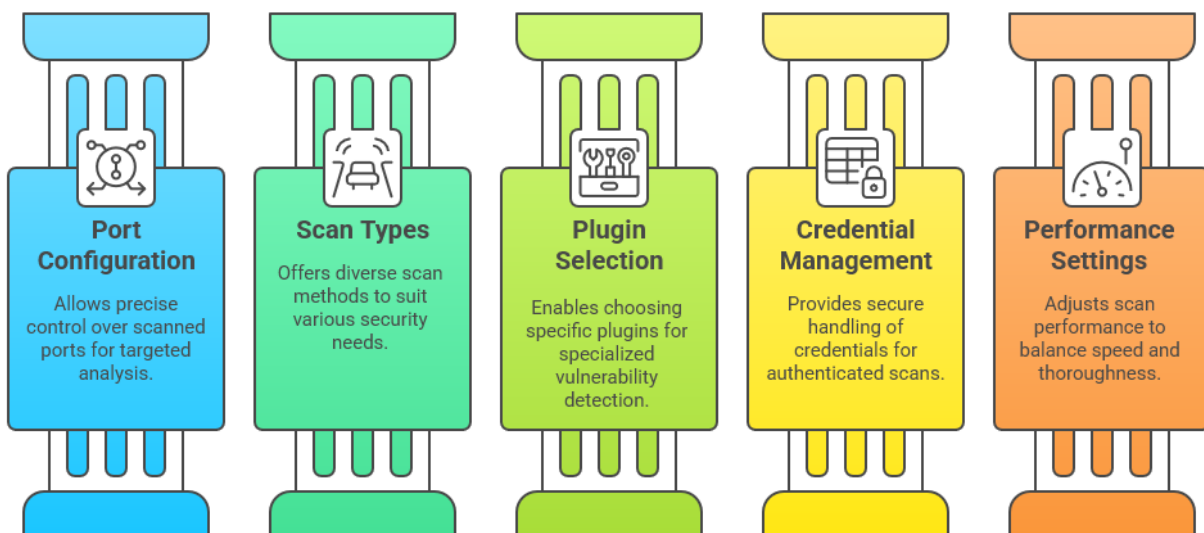 Port
Configuration
Allows precise
control over scanned
ports for targeted
analysis.
Scan Types
Offers diverse scan
methods to suit
various security
needs.
Plugin
Selection
Enables choosing
specific plugins for
specialized
vulnerability
detection.
Credential
Management
Provides secure
handling of
credentials for
authenticated scans.
Performance
Settings
Adjusts scan
performance to
balance speed and
thoroughness.